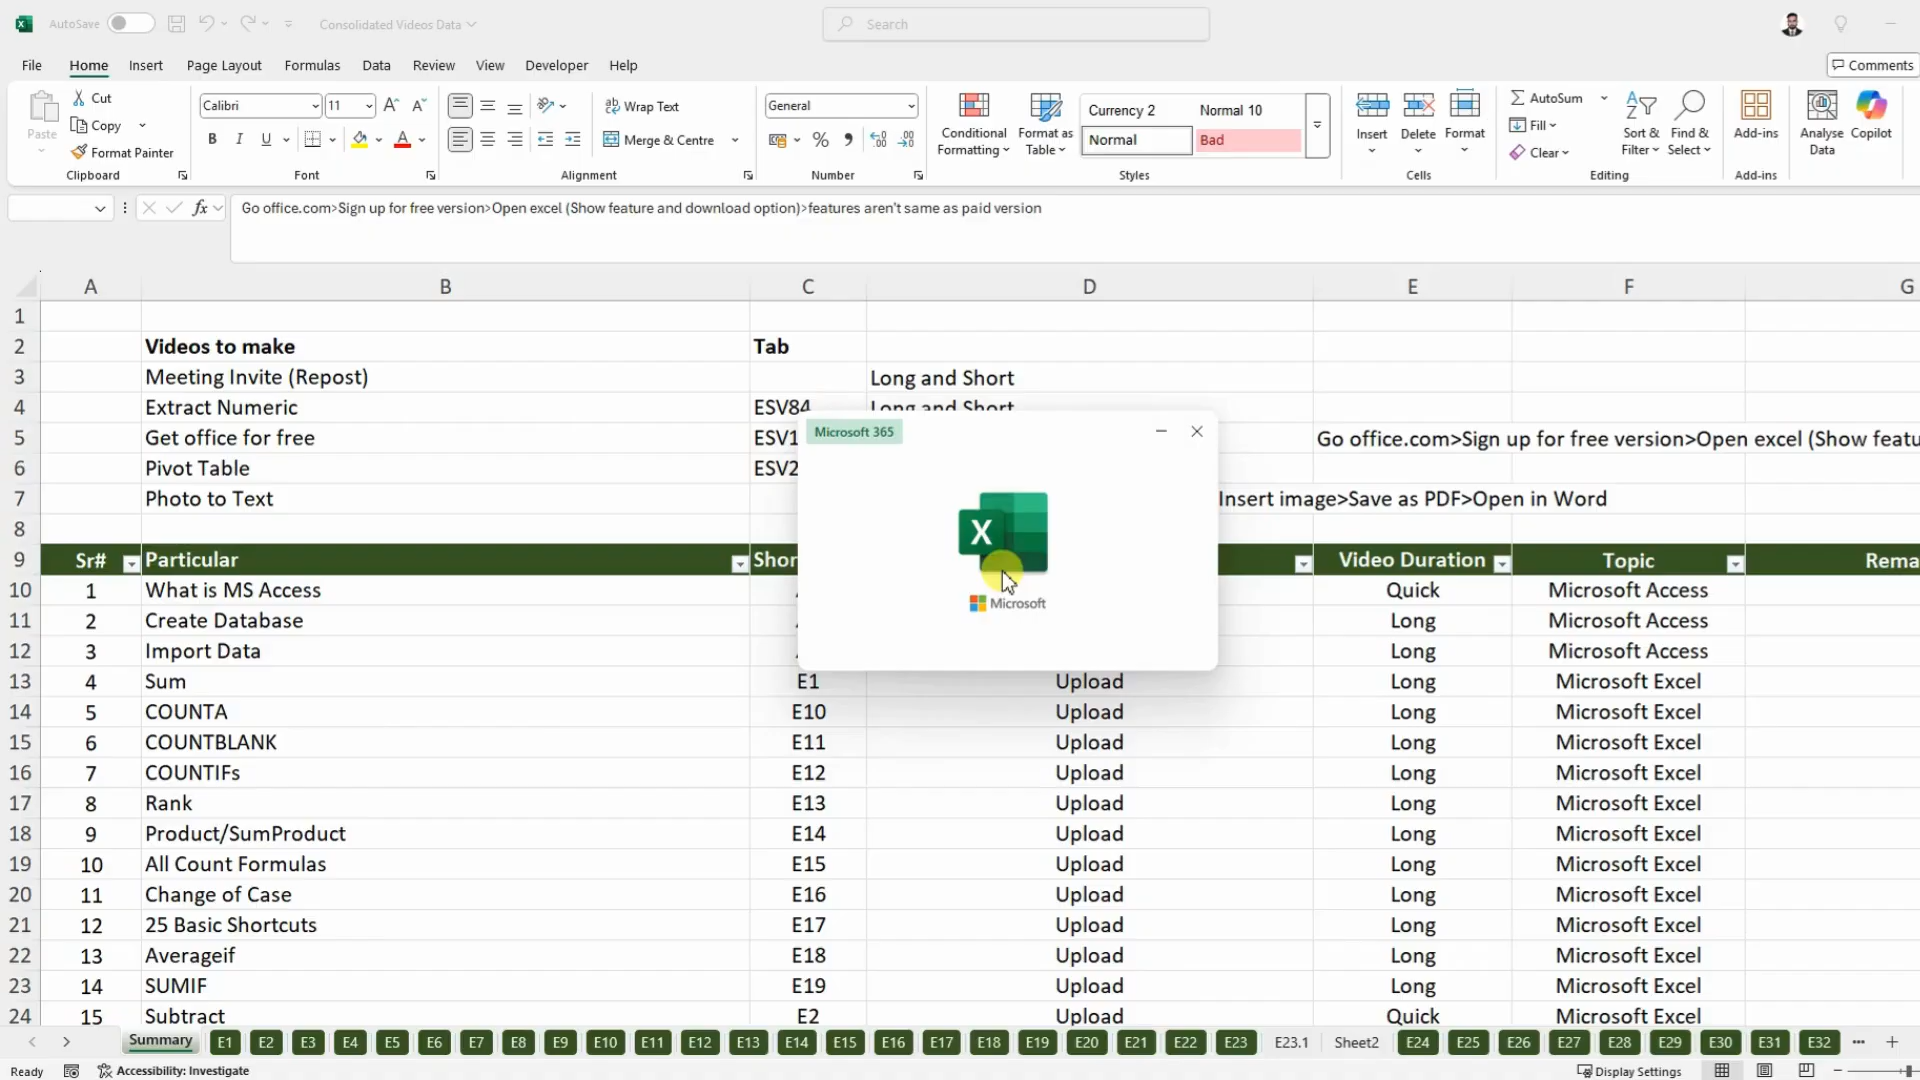 AutoSave Consolidated Videos Data Search
File Home Insert Page Layout Formulas Data Review View Developer Help Comments
Paste Cut Copy Format Painter Clipboard
Calibri 11 B I U Font
Wrap Text Merge & Centre Alignment
General % Number
Conditional Formatting Format as Table Currency 2 Normal 10 Normal Bad Styles
Insert Delete Format Cells
AutoSum Fill Clear Sort & Filter Find & Select Editing
Add-ins Add-ins
Analyse Data Copilot
fx Go office.com>Sign up for free version>Open excel (Show feature and download option)>features aren't same as paid version
A B C D E F G
1
2 Videos to make Tab
3 Meeting Invite (Repost) Long and Short
4 Extract Numeric ESV84 Long and Short
5 Get office for free ESV1 Go office.com>Sign up for free version>Open excel (Show featu
6 Pivot Table ESV2
7 Photo to Text Insert image>Save as PDF>Open in Word
8
Microsoft 365
X
Microsoft
9 Sr# Particular Shor Video Duration Topic Rema
10 1 What is MS Access Quick Microsoft Access
11 2 Create Database Long Microsoft Access
12 3 Import Data Long Microsoft Access
13 4 Sum E1 Upload Long Microsoft Excel
14 5 COUNTA E10 Upload Long Microsoft Excel
15 6 COUNTBLANK E11 Upload Long Microsoft Excel
16 7 COUNTIFs E12 Upload Long Microsoft Excel
17 8 Rank E13 Upload Long Microsoft Excel
18 9 Product/SumProduct E14 Upload Long Microsoft Excel
19 10 All Count Formulas E15 Upload Long Microsoft Excel
20 11 Change of Case E16 Upload Long Microsoft Excel
21 12 25 Basic Shortcuts E17 Upload Long Microsoft Excel
22 13 Averageif E18 Upload Long Microsoft Excel
23 14 SUMIF E19 Upload Long Microsoft Excel
24 15 Subtract E2 Upload Quick Microsoft Excel
Summary E1 E2 E3 E4 E5 E6 E7 E8 E9 E10 E11 E12 E13 E14 E15 E16 E17 E18 E19 E20 E21 E22 E23 E23.1 Sheet2 E24 E25 E26 E27 E28 E29 E30 E31 E32
Ready Accessibility: Investigate Display Settings